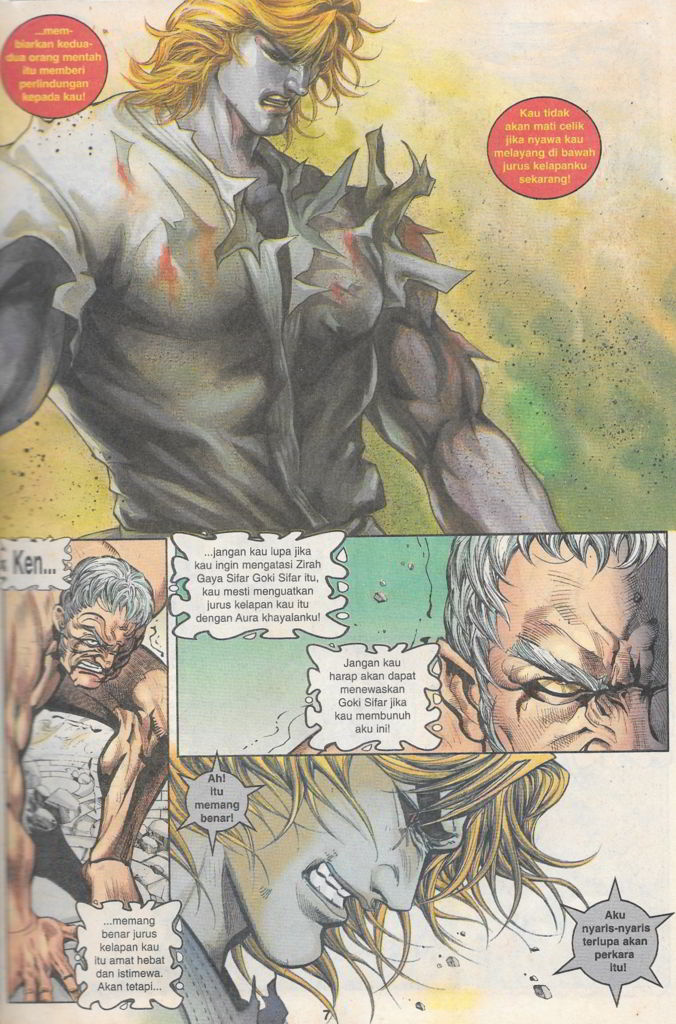 ...mem-
biarkan kedua-
dua orang mentah
itu memberi
perlindungan
kepada kau!
Kau tidak
akan mati celik
jika nyawa kau
melayang di bawah
jurus kelapanku
sekarang!
Ken...
...memang
benar jurus
kelapan kau
itu amat hebat
dan istimewa.
Akan tetapi...
...jangan kau lupa jika
kau ingin mengatasi Zirah
Gaya Sifar Goki Sifar itu,
kau mesti menguatkan
jurus kelapan kau itu
dengan Aura khayalanku!
Jangan kau
harap akan dapat
menewaskan
Goki Sifar jika
kau membunuh
aku ini!
Ah!
Itu
memang
benar!
Aku
nyaris-nyaris
terlupa akan
perkara
itu!
7